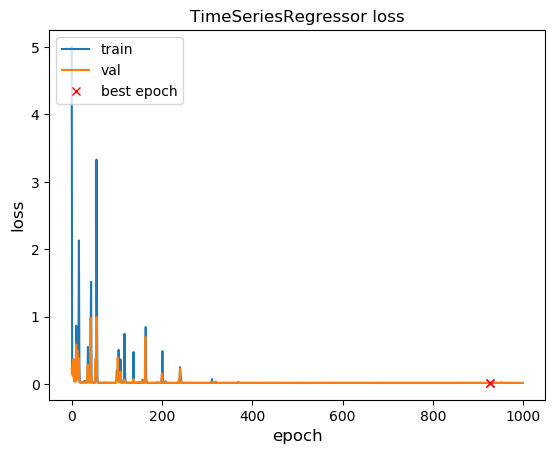 TimeSeriesRegressor loss
train
val
best epoch
5
4
3
2
1
0
loss
0 200 400 600 800 1000
epoch